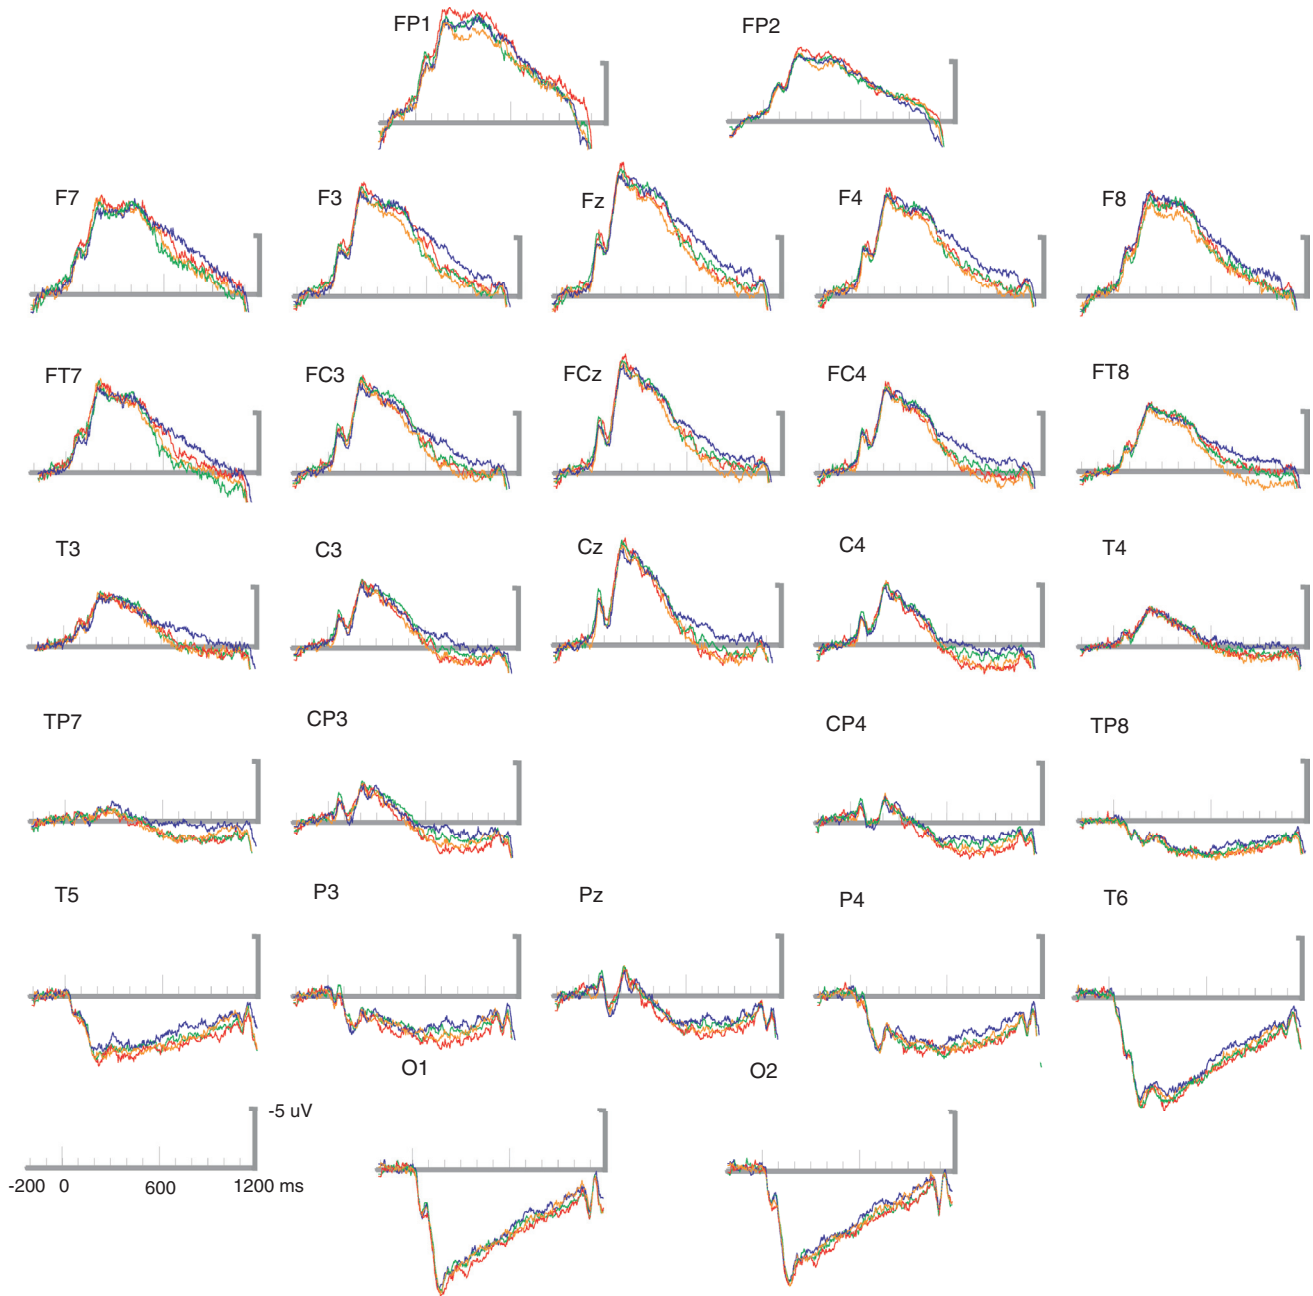 FP1 FP2
F7 F3 Fz F4 F8
FT7 FC3 FCz FC4 FT8
T3 C3 Cz C4 T4
TP7 CP3 CP4 TP8
T5 P3 Pz P4 T6
O1 O2
-5 uV
-200 0 600 1200 ms